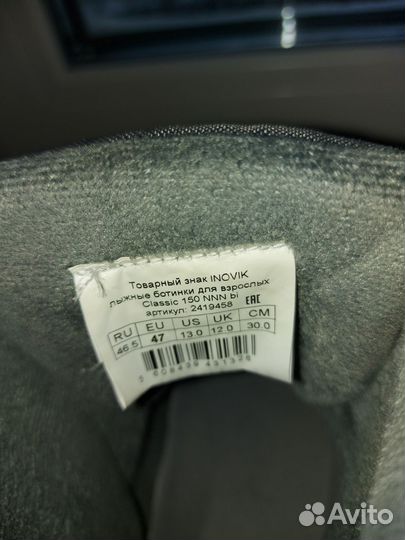 Товарный знак INOVIK
лыжные ботинки для взрослых
Classic 150 NNN bl
артикул: 2419458
EAC
RU EU US UK CM
46.5 47 13.0 12.0 30.0
Avito